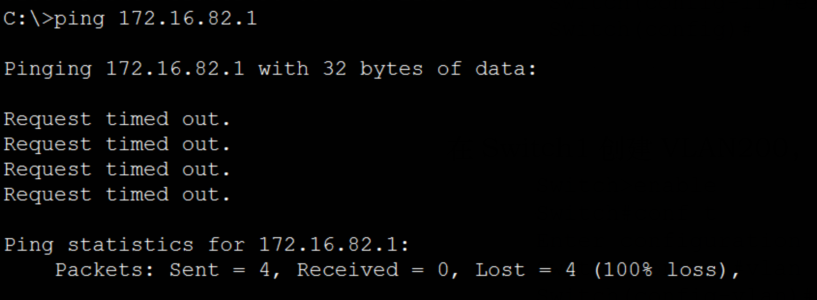 C:\>ping 172.16.82.1
Pinging 172.16.82.1 with 32 bytes of data:
Request timed out.
Request timed out.
Request timed out.
Request timed out.
Ping statistics for 172.16.82.1:
    Packets: Sent = 4, Received = 0, Lost = 4 (100% loss),